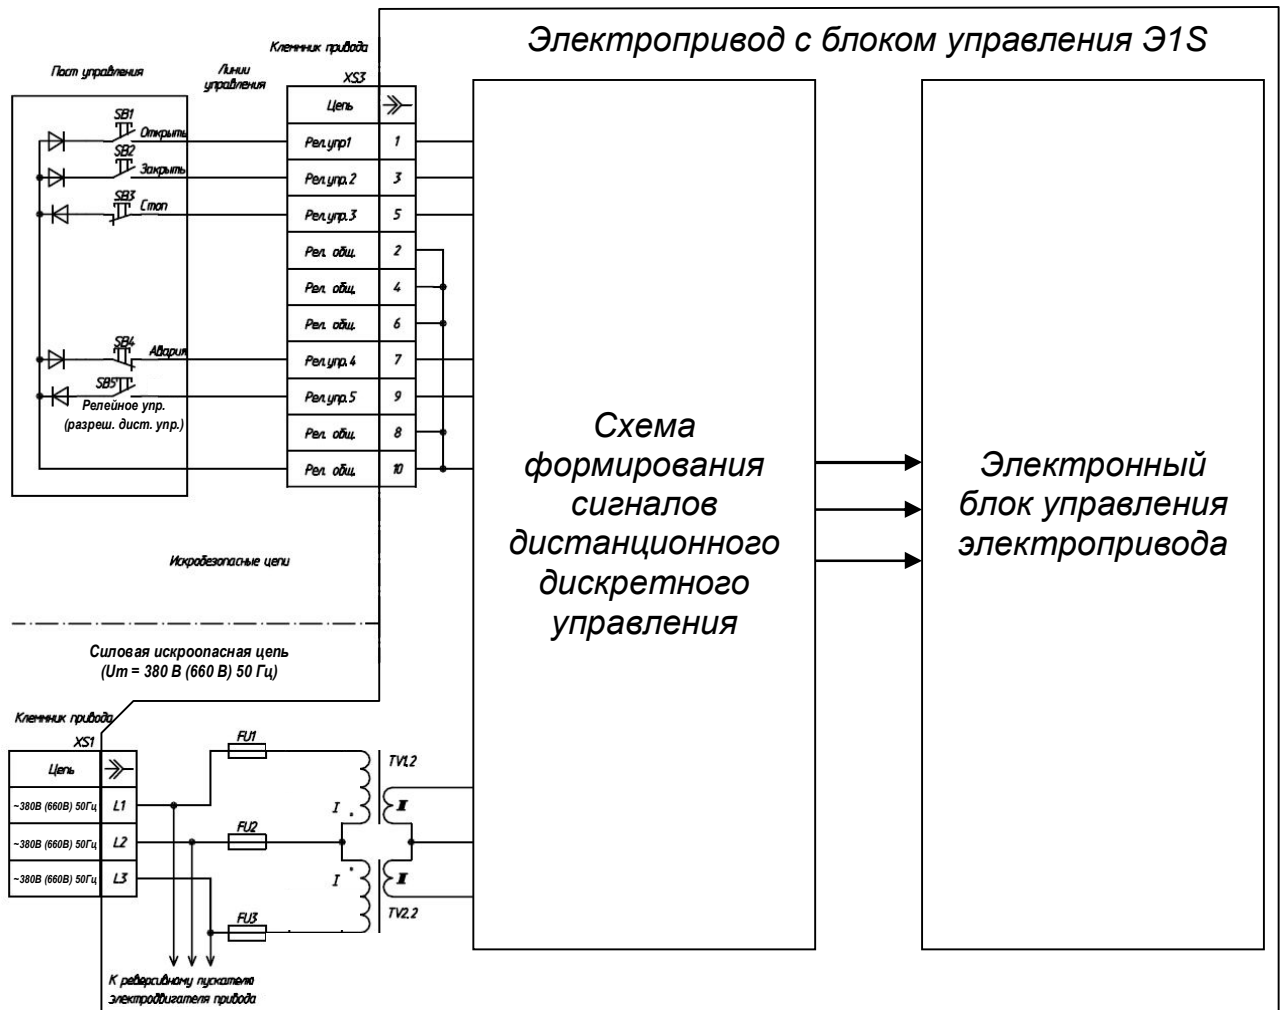 Электропривод с блоком управления Э1S
Клеммник привода
Пост управления
Линии
управления
XS3
Цепь
SB1
Открыть
Рел.упр1
1
SB2
Закрыть
Рел.упр.2
3
SB3
Стоп
Рел.упр.3
5
Рел. общ.
2
Рел. общ.
4
Рел. общ.
6
SB4
Авария
Рел.упр.4
7
SB5
Рел.упр.5
9
Релейное упр.
(разреш. дист. упр.)
Рел. общ.
8
Рел. общ.
10
Схема
формирования
сигналов
дистанционного
дискретного
управления
Электронный
блок управления
электропривода
Искробезопасные цепи
Силовая искроопасная цепь
(Um = 380 В (660 В) 50 Гц)
Клеммник привода
XS1
Цепь
~380В (660В) 50Гц
L1
~380В (660В) 50Гц
L2
~380В (660В) 50Гц
L3
FU1
FU2
FU3
TV1.2
I
II
I
II
TV2.2
К реверсивному пускателю
электродвигателя привода